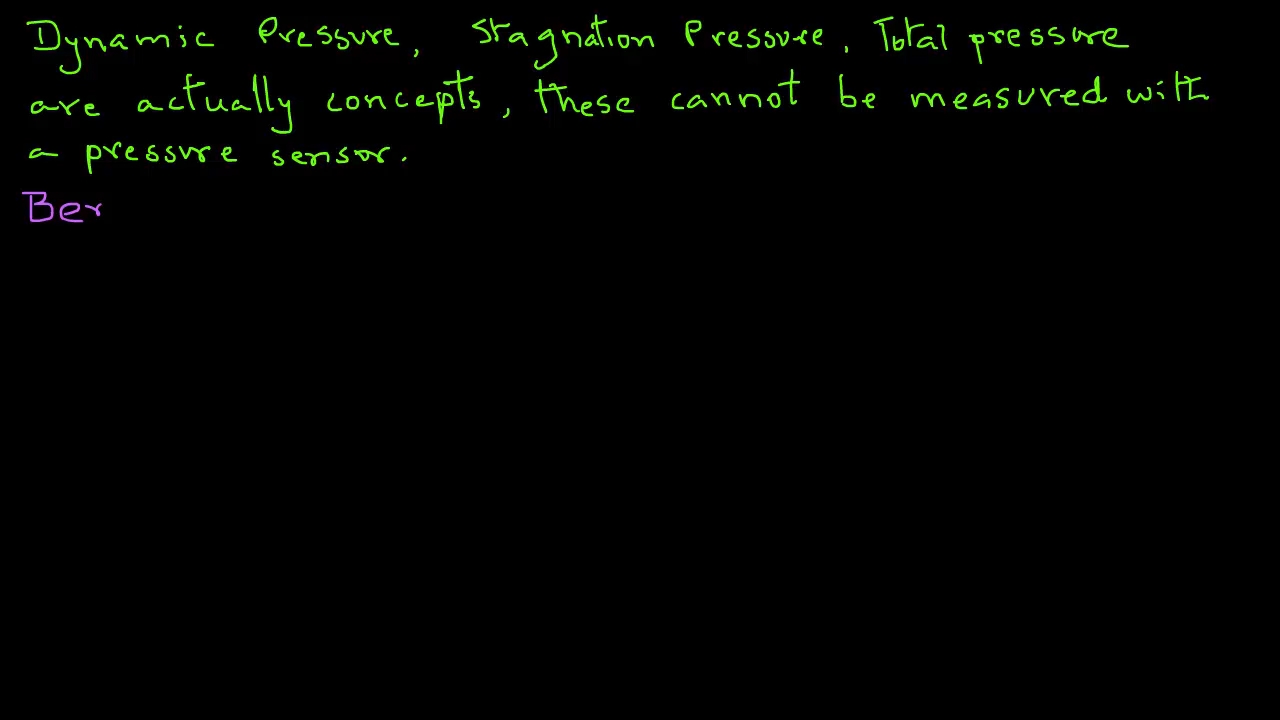 Dynamic Pressure, Stagnation Pressure, Total pressure
are actually concepts, these cannot be measured with
a pressure sensor.
Ber